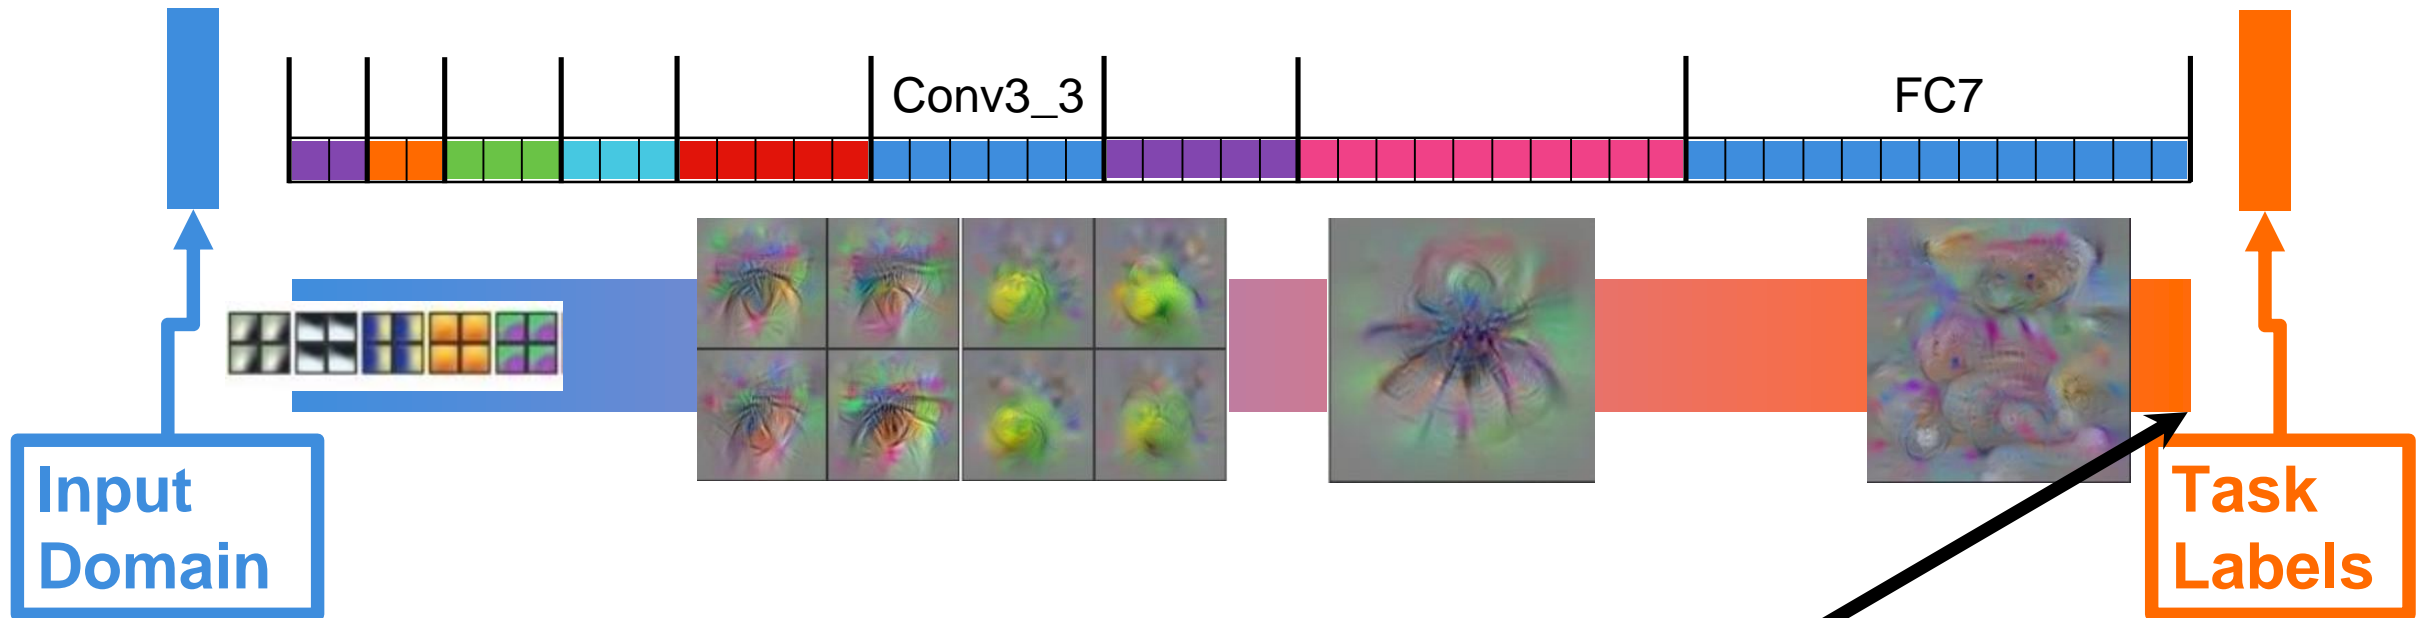 Conv3_3
FC7
Input
Domain
Task
Labels